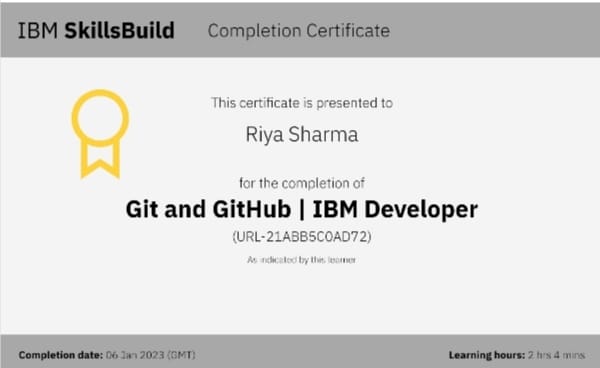 IBM SkillsBuild Completion Certificate
This certificate is presented to
Riya Sharma
for the completion of
Git and GitHub | IBM Developer
(URL-21ABB5C0AD72)
As indicated by this learner
Completion date: 06 Jan 2023 (GMT) Learning hours: 2 hrs 4 mins